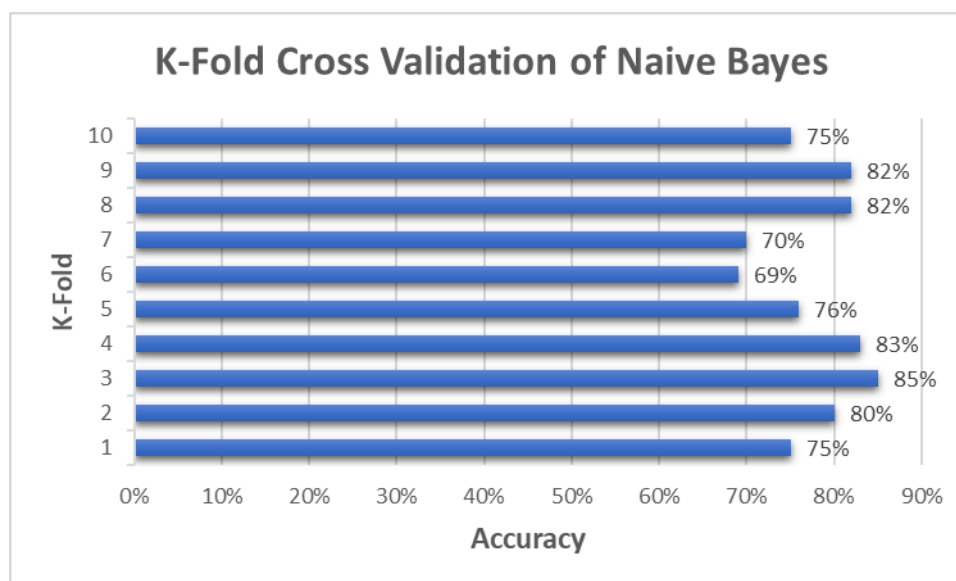 K-Fold Cross Validation of Naive Bayes
K-Fold
10 75%
9 82%
8 82%
7 70%
6 69%
5 76%
4 83%
3 85%
2 80%
1 75%
0% 10% 20% 30% 40% 50% 60% 70% 80% 90%
Accuracy